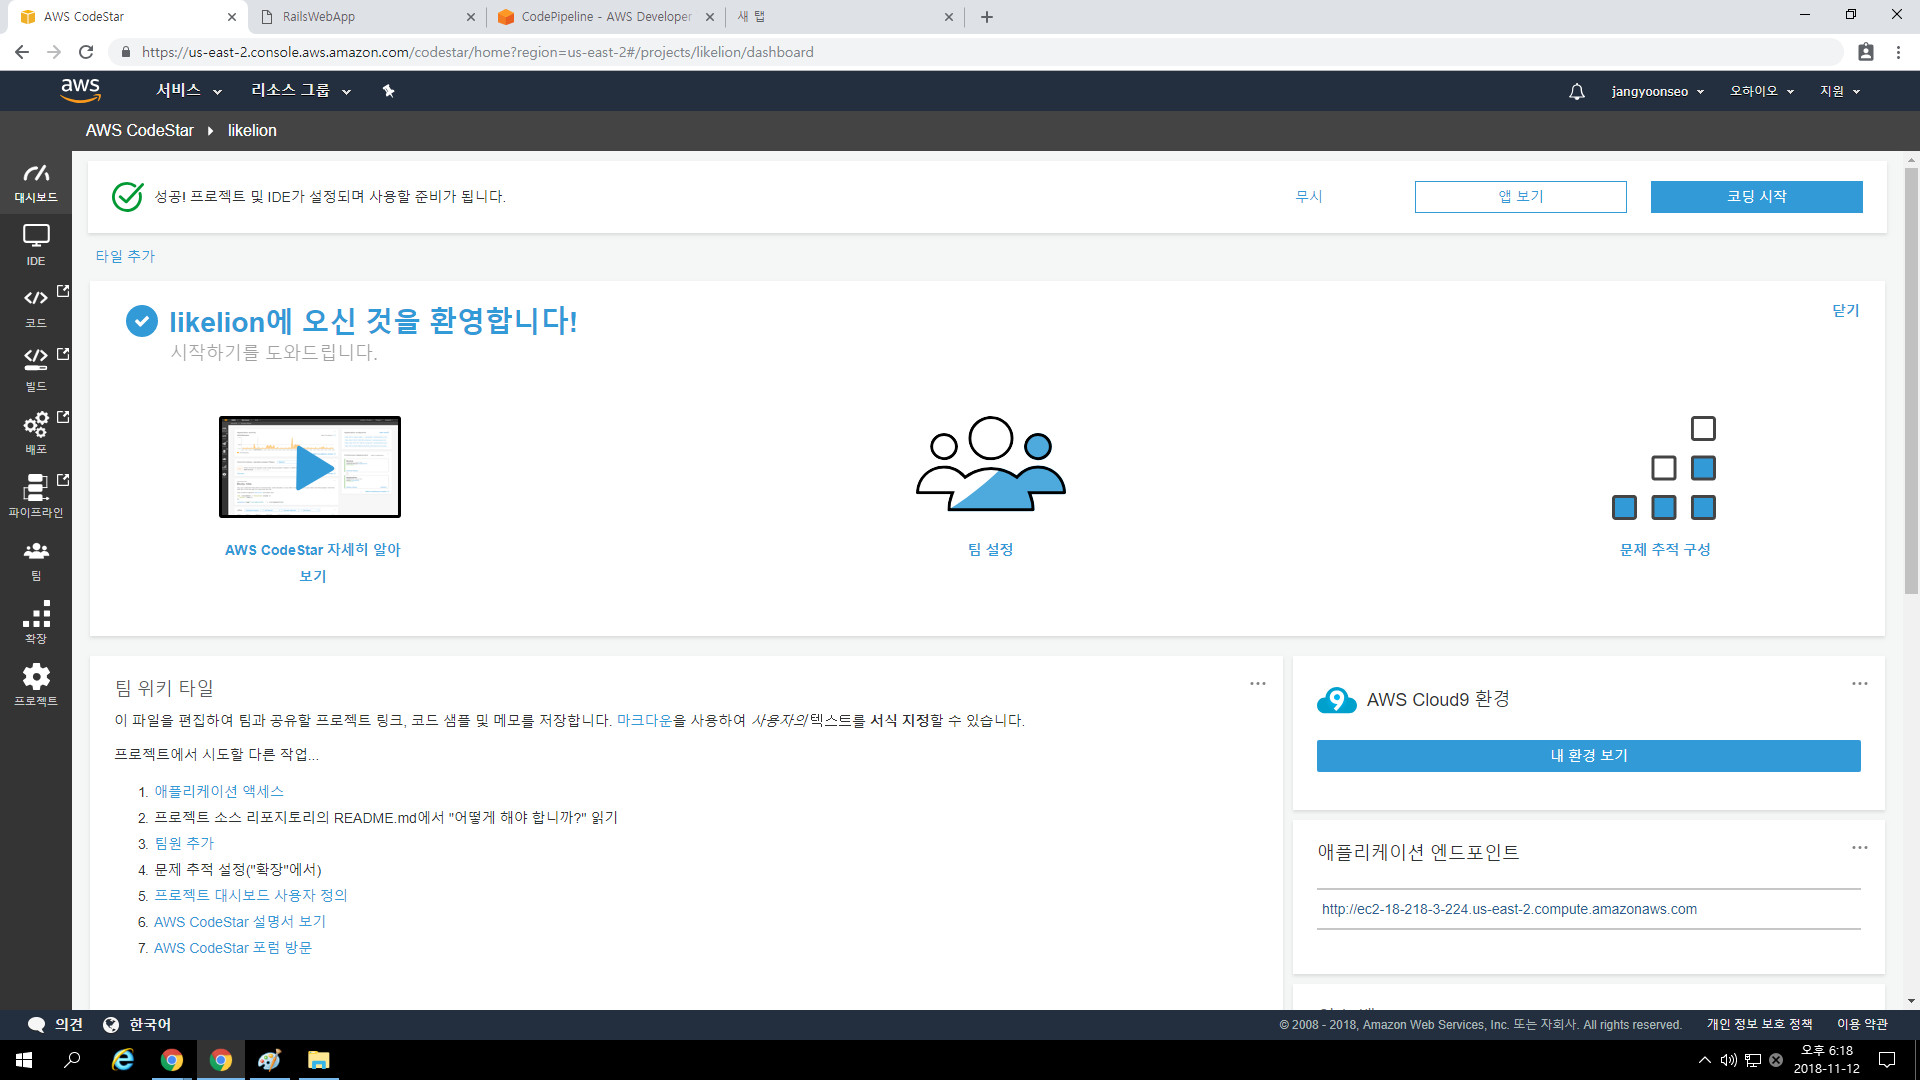 AWS CodeStar
RailsWebApp
CodePipeline - AWS Developer
새 탭
https://us-east-2.console.aws.amazon.com/codestar/home?region=us-east-2#/projects/likelion/dashboard
aws
서비스
리소스 그룹
jangyoonseo
오하이오
지원
AWS CodeStar
likelion
대시보드
IDE
코드
빌드
배포
파이프라인
팀
확장
프로젝트
성공! 프로젝트 및 IDE가 설정되며 사용할 준비가 됩니다.
무시
앱 보기
코딩 시작
타일 추가
likelion에 오신 것을 환영합니다!
시작하기를 도와드립니다.
닫기
AWS CodeStar 자세히 알아
보기
팀 설정
문제 추적 구성
팀 위키 타일
이 파일을 편집하여 팀과 공유할 프로젝트 링크, 코드 샘플 및 메모를 저장합니다. 마크다운을 사용하여 사용자의 텍스트를 서식 지정할 수 있습니다.
프로젝트에서 시도할 다른 작업...
1. 애플리케이션 액세스
2. 프로젝트 소스 리포지토리의 README.md에서 "어떻게 해야 합니까?" 읽기
3. 팀원 추가
4. 문제 추적 설정("확장"에서)
5. 프로젝트 대시보드 사용자 정의
6. AWS CodeStar 설명서 보기
7. AWS CodeStar 포럼 방문
9
AWS Cloud9 환경
내 환경 보기
애플리케이션 엔드포인트
http://ec2-18-218-3-224.us-east-2.compute.amazonaws.com
의견
한국어
© 2008 - 2018, Amazon Web Services, Inc. 또는 자회사. All rights reserved.
개인 정보 보호 정책
이용 약관
오후 6:18
2018-11-12